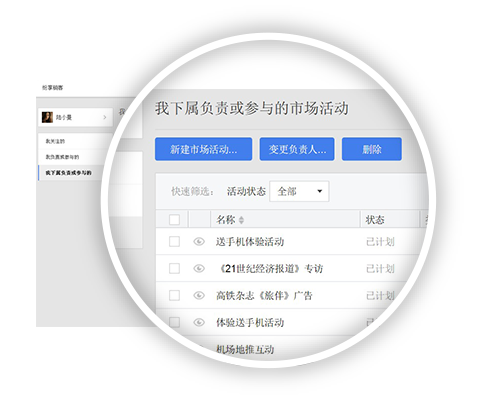 纷享销客
陆小曼
我
我关注的
我负责或参与的
我下属负责或参与的
我下属负责或参与的市场活动
新建市场活动...
变更负责人...
删除
快速筛选：
活动状态
全部
名称
状态
送手机体验活动
已计划
《21世纪经济报道》专访
已计划
高铁杂志《旅伴》广告
已计划
体验送手机活动
机场地推互动